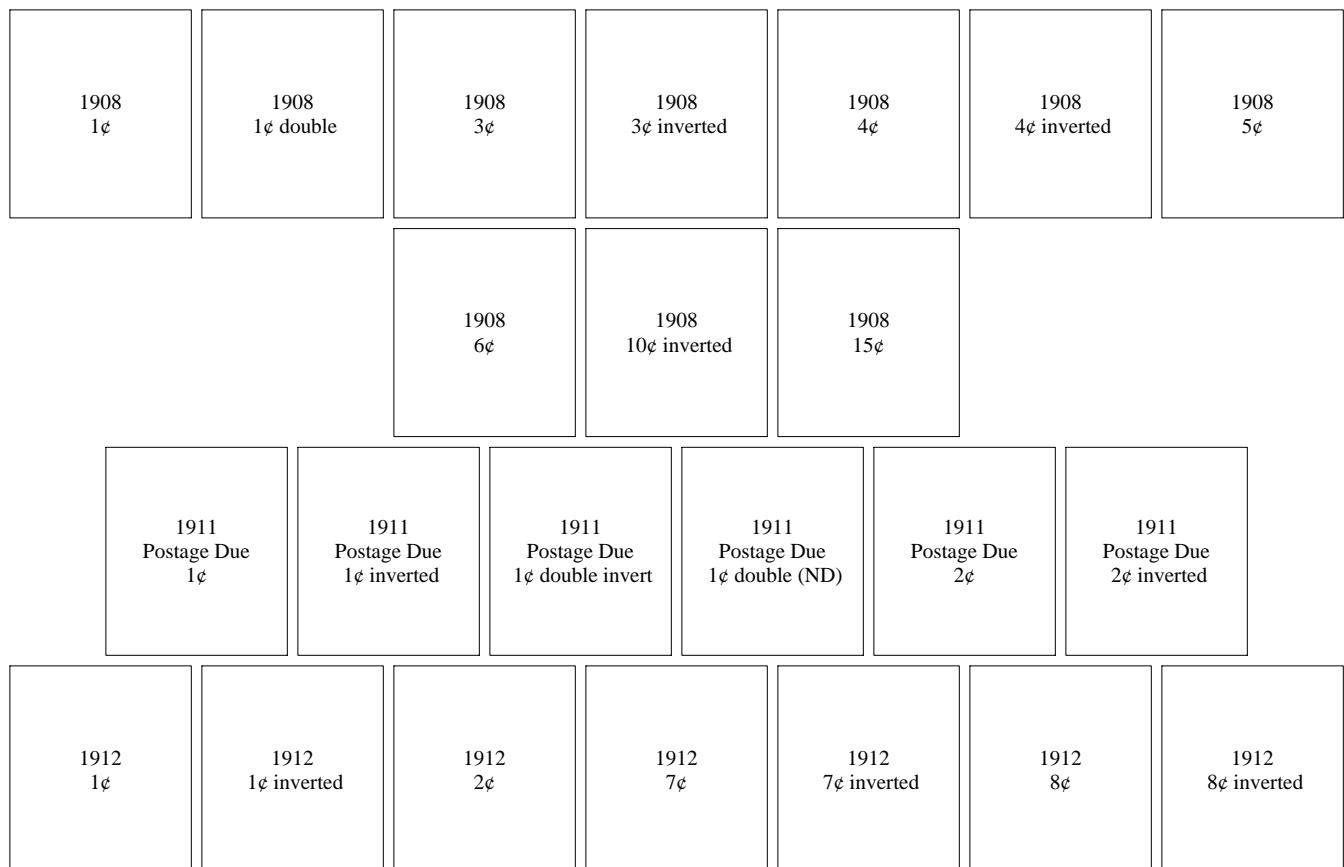 1908
1¢
1908
1¢ double
1908
3¢
1908
3¢ inverted
1908
4¢
1908
4¢ inverted
1908
5¢
1908
6¢
1908
10¢ inverted
1908
15¢
1911
Postage Due
1¢
1911
Postage Due
1¢ inverted
1911
Postage Due
1¢ double invert
1911
Postage Due
1¢ double (ND)
1911
Postage Due
2¢
1911
Postage Due
2¢ inverted
1912
1¢
1912
1¢ inverted
1912
2¢
1912
7¢
1912
7¢ inverted
1912
8¢
1912
8¢ inverted